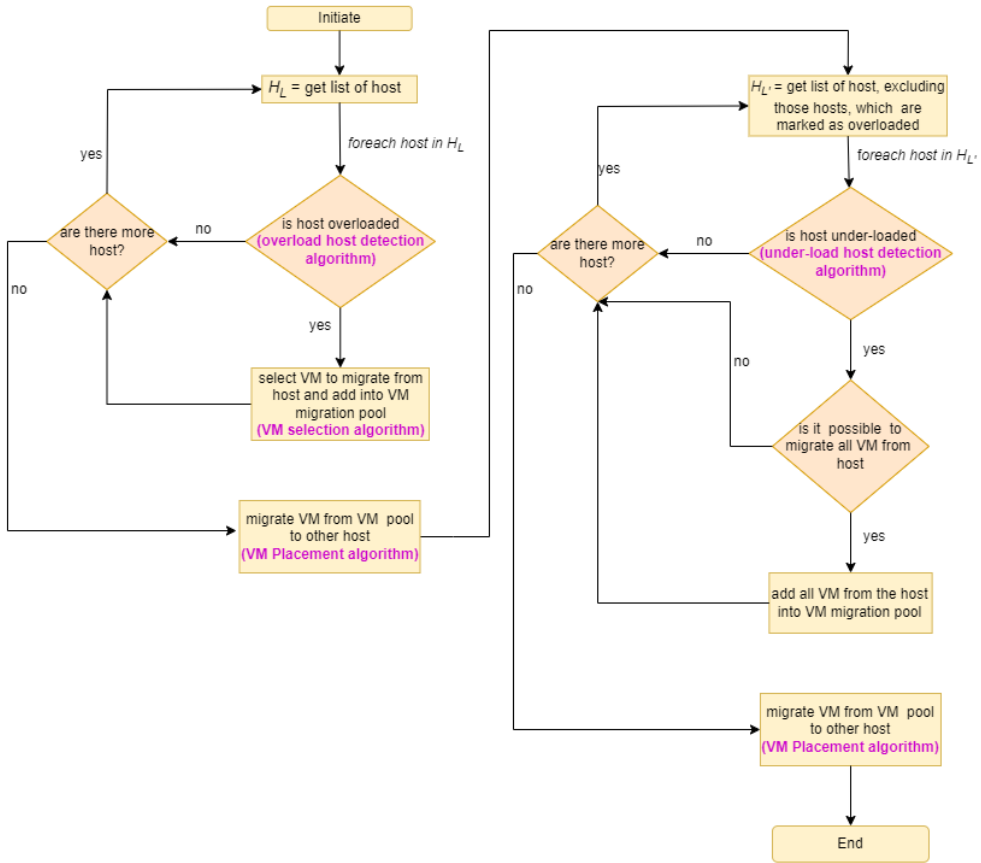 Initiate
H_L = get list of host
foreach host in H_L
yes
are there more
host?
no
is host overloaded
(overload host detection
algorithm)
no
yes
select VM to migrate from
host and add into VM
migration pool
(VM selection algorithm)
migrate VM from VM pool
to other host
(VM Placement algorithm)
H_L' = get list of host, excluding
those hosts, which are
marked as overloaded
foreach host in H_L'
yes
are there more
host?
no
is host under-loaded
(under-load host detection
algorithm)
no
yes
no
is it possible to
migrate all VM from
host
yes
add all VM from the host
into VM migration pool
migrate VM from VM pool
to other host
(VM Placement algorithm)
End